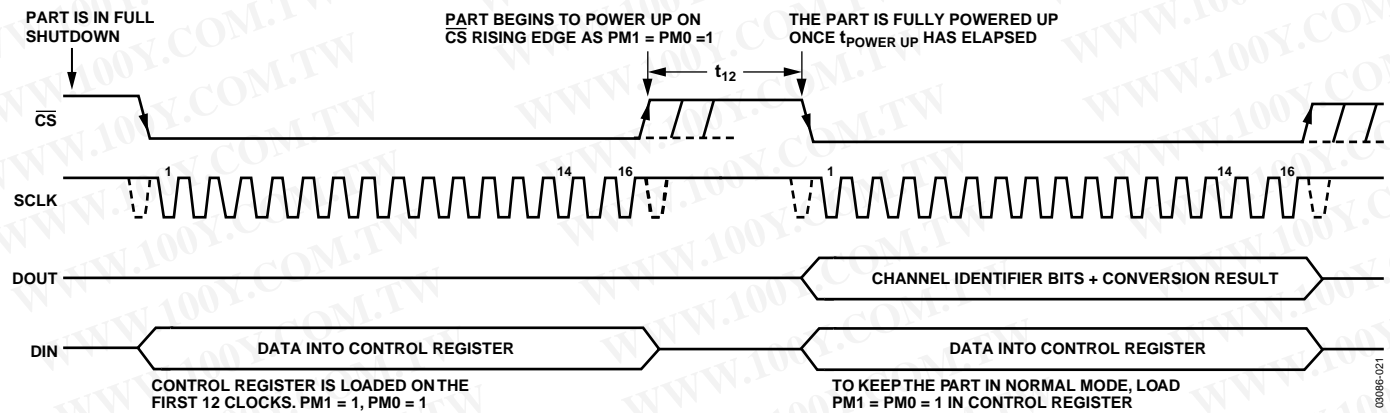 PART IS IN FULL
SHUTDOWN
PART BEGINS TO POWER UP ON
CS RISING EDGE AS PM1 = PM0 =1
THE PART IS FULLY POWERED UP
ONCE tPOWER UP HAS ELAPSED
t12
CS
1
14
16
1
14
16
SCLK
DOUT
CHANNEL IDENTIFIER BITS + CONVERSION RESULT
DIN
DATA INTO CONTROL REGISTER
DATA INTO CONTROL REGISTER
CONTROL REGISTER IS LOADED ON THE
FIRST 12 CLOCKS. PM1 = 1, PM0 = 1
TO KEEP THE PART IN NORMAL MODE, LOAD
PM1 = PM0 = 1 IN CONTROL REGISTER
03086-021
WWW.100Y.COM.TW